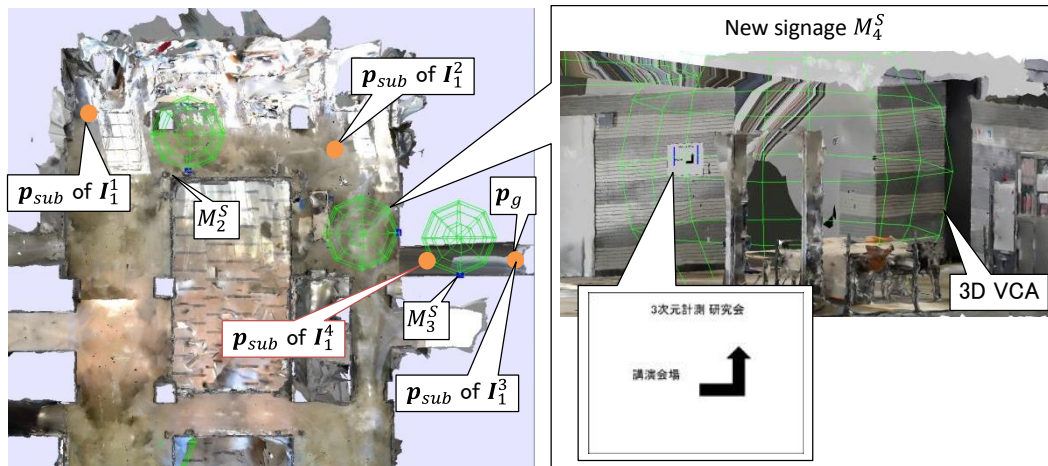 p_sub of I_1^1
p_sub of I_1^2
M_2^S
p_g
M_3^S
p_sub of I_1^4
p_sub of I_1^3
New signage M_4^S
3D VCA
3次元計測 研究会
講演会場